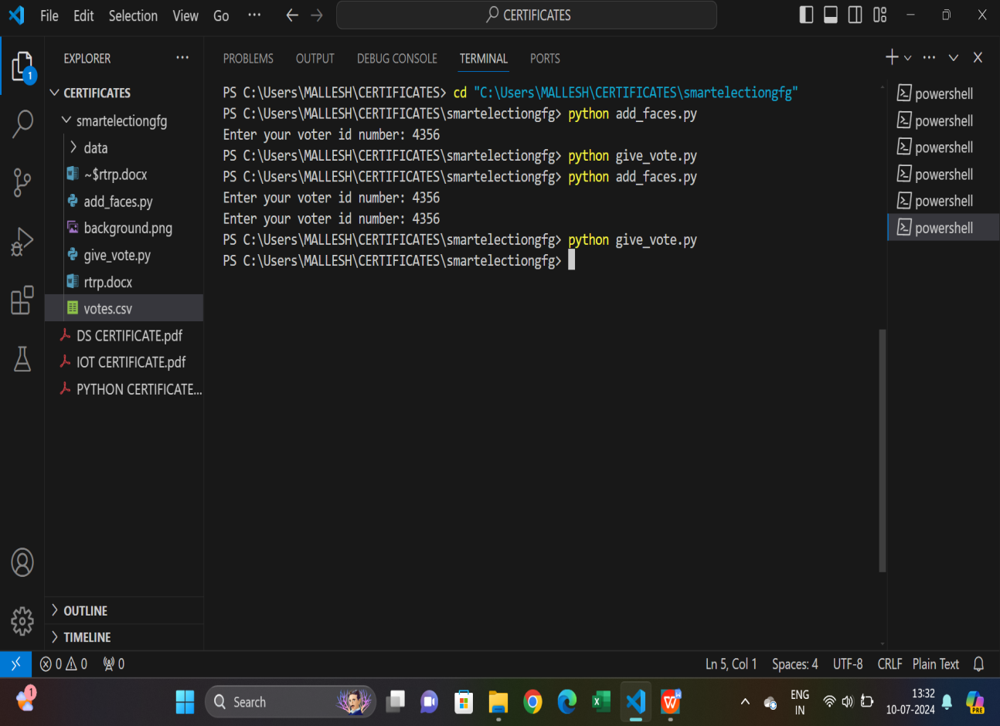 File Edit Selection View Go ··· CERTIFICATES
EXPLORER ···
PROBLEMS OUTPUT DEBUG CONSOLE TERMINAL PORTS
1
CERTIFICATES
smartelectiongfg
data
~$rtrp.docx
add_faces.py
background.png
give_vote.py
rtrp.docx
votes.csv
DS CERTIFICATE.pdf
IOT CERTIFICATE.pdf
PYTHON CERTIFICATE...
OUTLINE
TIMELINE
PS C:\Users\MALLESH\CERTIFICATES> cd "C:\Users\MALLESH\CERTIFICATES\smartelectiongfg"
PS C:\Users\MALLESH\CERTIFICATES\smartelectiongfg> python add_faces.py
Enter your voter id number: 4356
PS C:\Users\MALLESH\CERTIFICATES\smartelectiongfg> python give_vote.py
PS C:\Users\MALLESH\CERTIFICATES\smartelectiongfg> python add_faces.py
Enter your voter id number: 4356
Enter your voter id number: 4356
PS C:\Users\MALLESH\CERTIFICATES\smartelectiongfg> python give_vote.py
PS C:\Users\MALLESH\CERTIFICATES\smartelectiongfg>
powershell
powershell
powershell
powershell
powershell
powershell
0 0 0 Ln 5, Col 1 Spaces: 4 UTF-8 CRLF Plain Text
1
Search
ENG
IN
13:32
10-07-2024
PRE